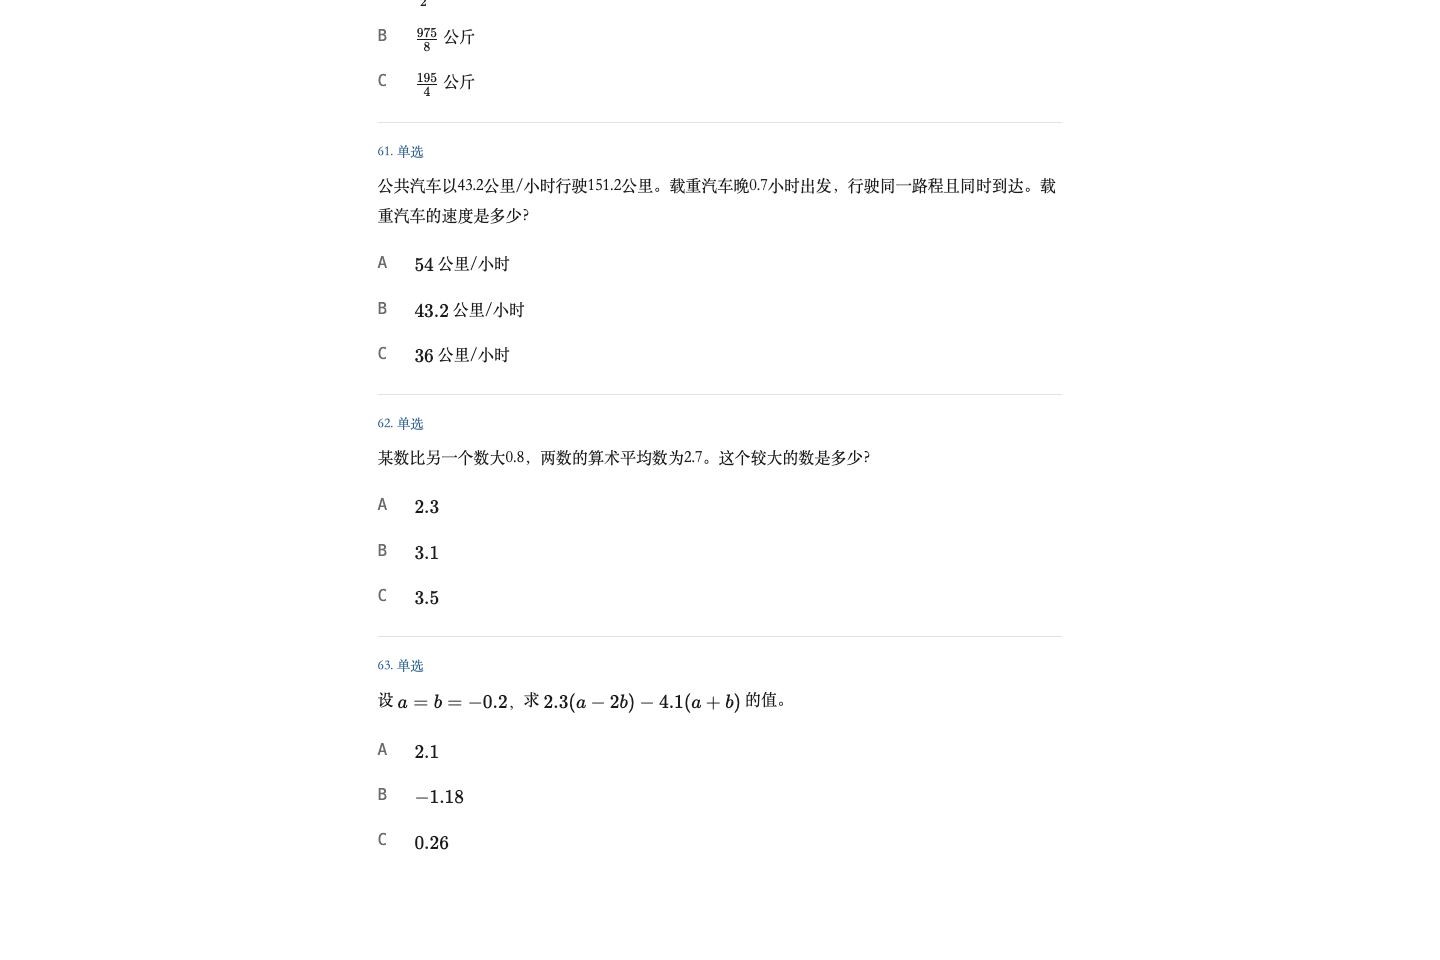 2
B 975/8 公斤
C 195/4 公斤
61. 单选
公共汽车以43.2公里/小时行驶151.2公里。载重汽车晚0.7小时出发，行驶同一路程且同时到达。载
重汽车的速度是多少?
A 54 公里/小时
B 43.2 公里/小时
C 36 公里/小时
62. 单选
某数比另一个数大0.8，两数的算术平均数为2.7。这个较大的数是多少?
A 2.3
B 3.1
C 3.5
63. 单选
设 a = b = −0.2，求 2.3(a − 2b) − 4.1(a + b) 的值。
A 2.1
B −1.18
C 0.26